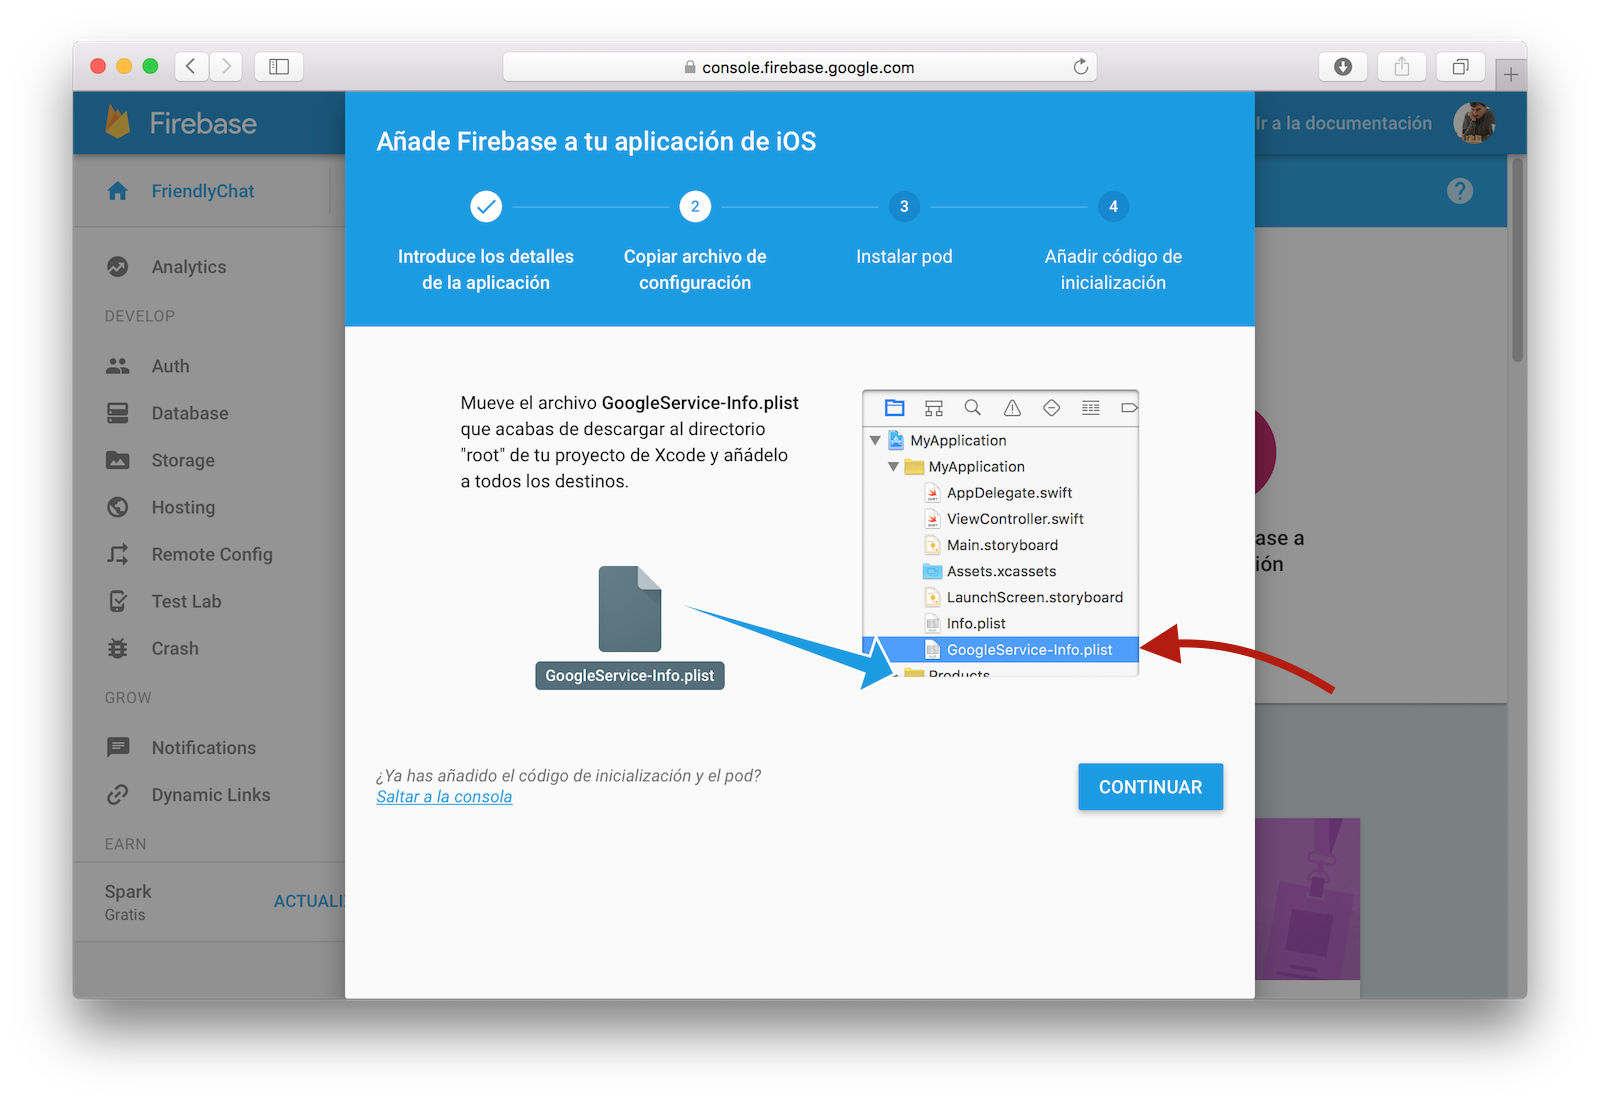 console.firebase.google.com
Firebase
Ir a la documentación
FriendlyChat
Analytics
DEVELOP
Auth
Database
Storage
Hosting
Remote Config
Test Lab
Crash
GROW
Notifications
Dynamic Links
EARN
Spark
Gratis
Añade Firebase a tu aplicación de iOS
2
3
4
Introduce los detalles
de la aplicación
Copiar archivo de
configuración
Instalar pod
Añadir código de
inicialización
Mueve el archivo GoogleService-Info.plist
que acabas de descargar al directorio
"root" de tu proyecto de Xcode y añádelo
a todos los destinos.
GoogleService-Info.plist
MyApplication
MyApplication
AppDelegate.swift
ViewController.swift
Main.storyboard
Assets.xcassets
LaunchScreen.storyboard
Info.plist
GoogleService-Info.plist
Products
¿Ya has añadido el código de inicialización y el pod?
Saltar a la consola
CONTINUAR